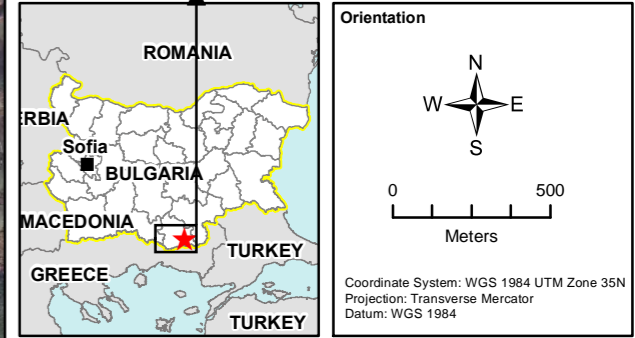 ROMANIA
ERBIA
Sofia
BULGARIA
MACEDONIA
TURKEY
GREECE
TURKEY
Orientation
N
W E
S
0 500
Meters
Coordinate System: WGS 1984 UTM Zone 35N
Projection: Transverse Mercator
Datum: WGS 1984